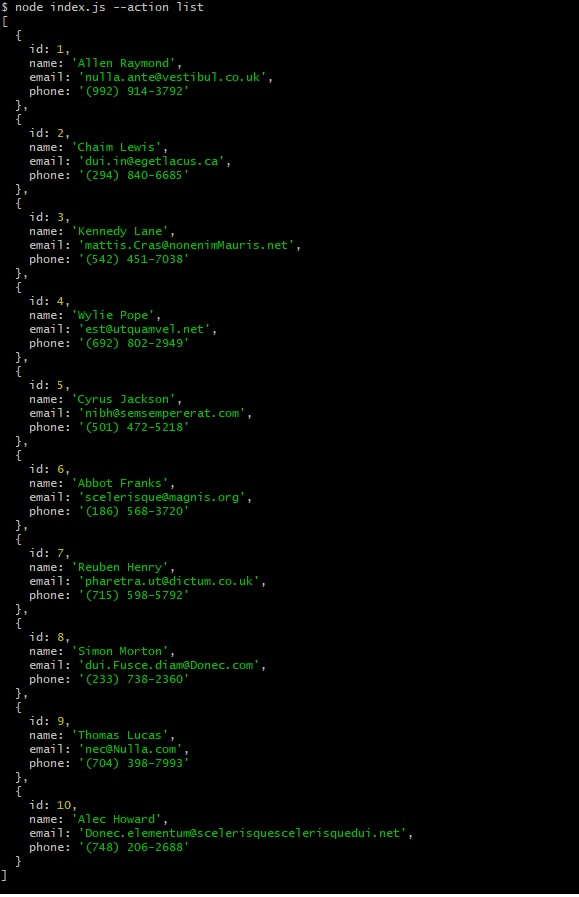 $ node index.js --action list
[
  {
    id: 1,
    name: 'Allen Raymond',
    email: 'nulla.ante@vestibul.co.uk',
    phone: '(992) 914-3792'
  },
  {
    id: 2,
    name: 'Chaim Lewis',
    email: 'dui.in@egetlacus.ca',
    phone: '(294) 840-6685'
  },
  {
    id: 3,
    name: 'Kennedy Lane',
    email: 'mattis.Cras@nonenimMauris.net',
    phone: '(542) 451-7038'
  },
  {
    id: 4,
    name: 'Wylie Pope',
    email: 'est@utquamvel.net',
    phone: '(692) 802-2949'
  },
  {
    id: 5,
    name: 'Cyrus Jackson',
    email: 'nibh@semsempererat.com',
    phone: '(501) 472-5218'
  },
  {
    id: 6,
    name: 'Abbot Franks',
    email: 'scelerisque@magnis.org',
    phone: '(186) 568-3720'
  },
  {
    id: 7,
    name: 'Reuben Henry',
    email: 'pharetra.ut@dictum.co.uk',
    phone: '(715) 598-5792'
  },
  {
    id: 8,
    name: 'Simon Morton',
    email: 'dui.Fusce.diam@Donec.com',
    phone: '(233) 738-2360'
  },
  {
    id: 9,
    name: 'Thomas Lucas',
    email: 'nec@Nulla.com',
    phone: '(704) 398-7993'
  },
  {
    id: 10,
    name: 'Alec Howard',
    email: 'Donec.elementum@scelerisquescelerisquedui.net',
    phone: '(748) 206-2688'
  }
]